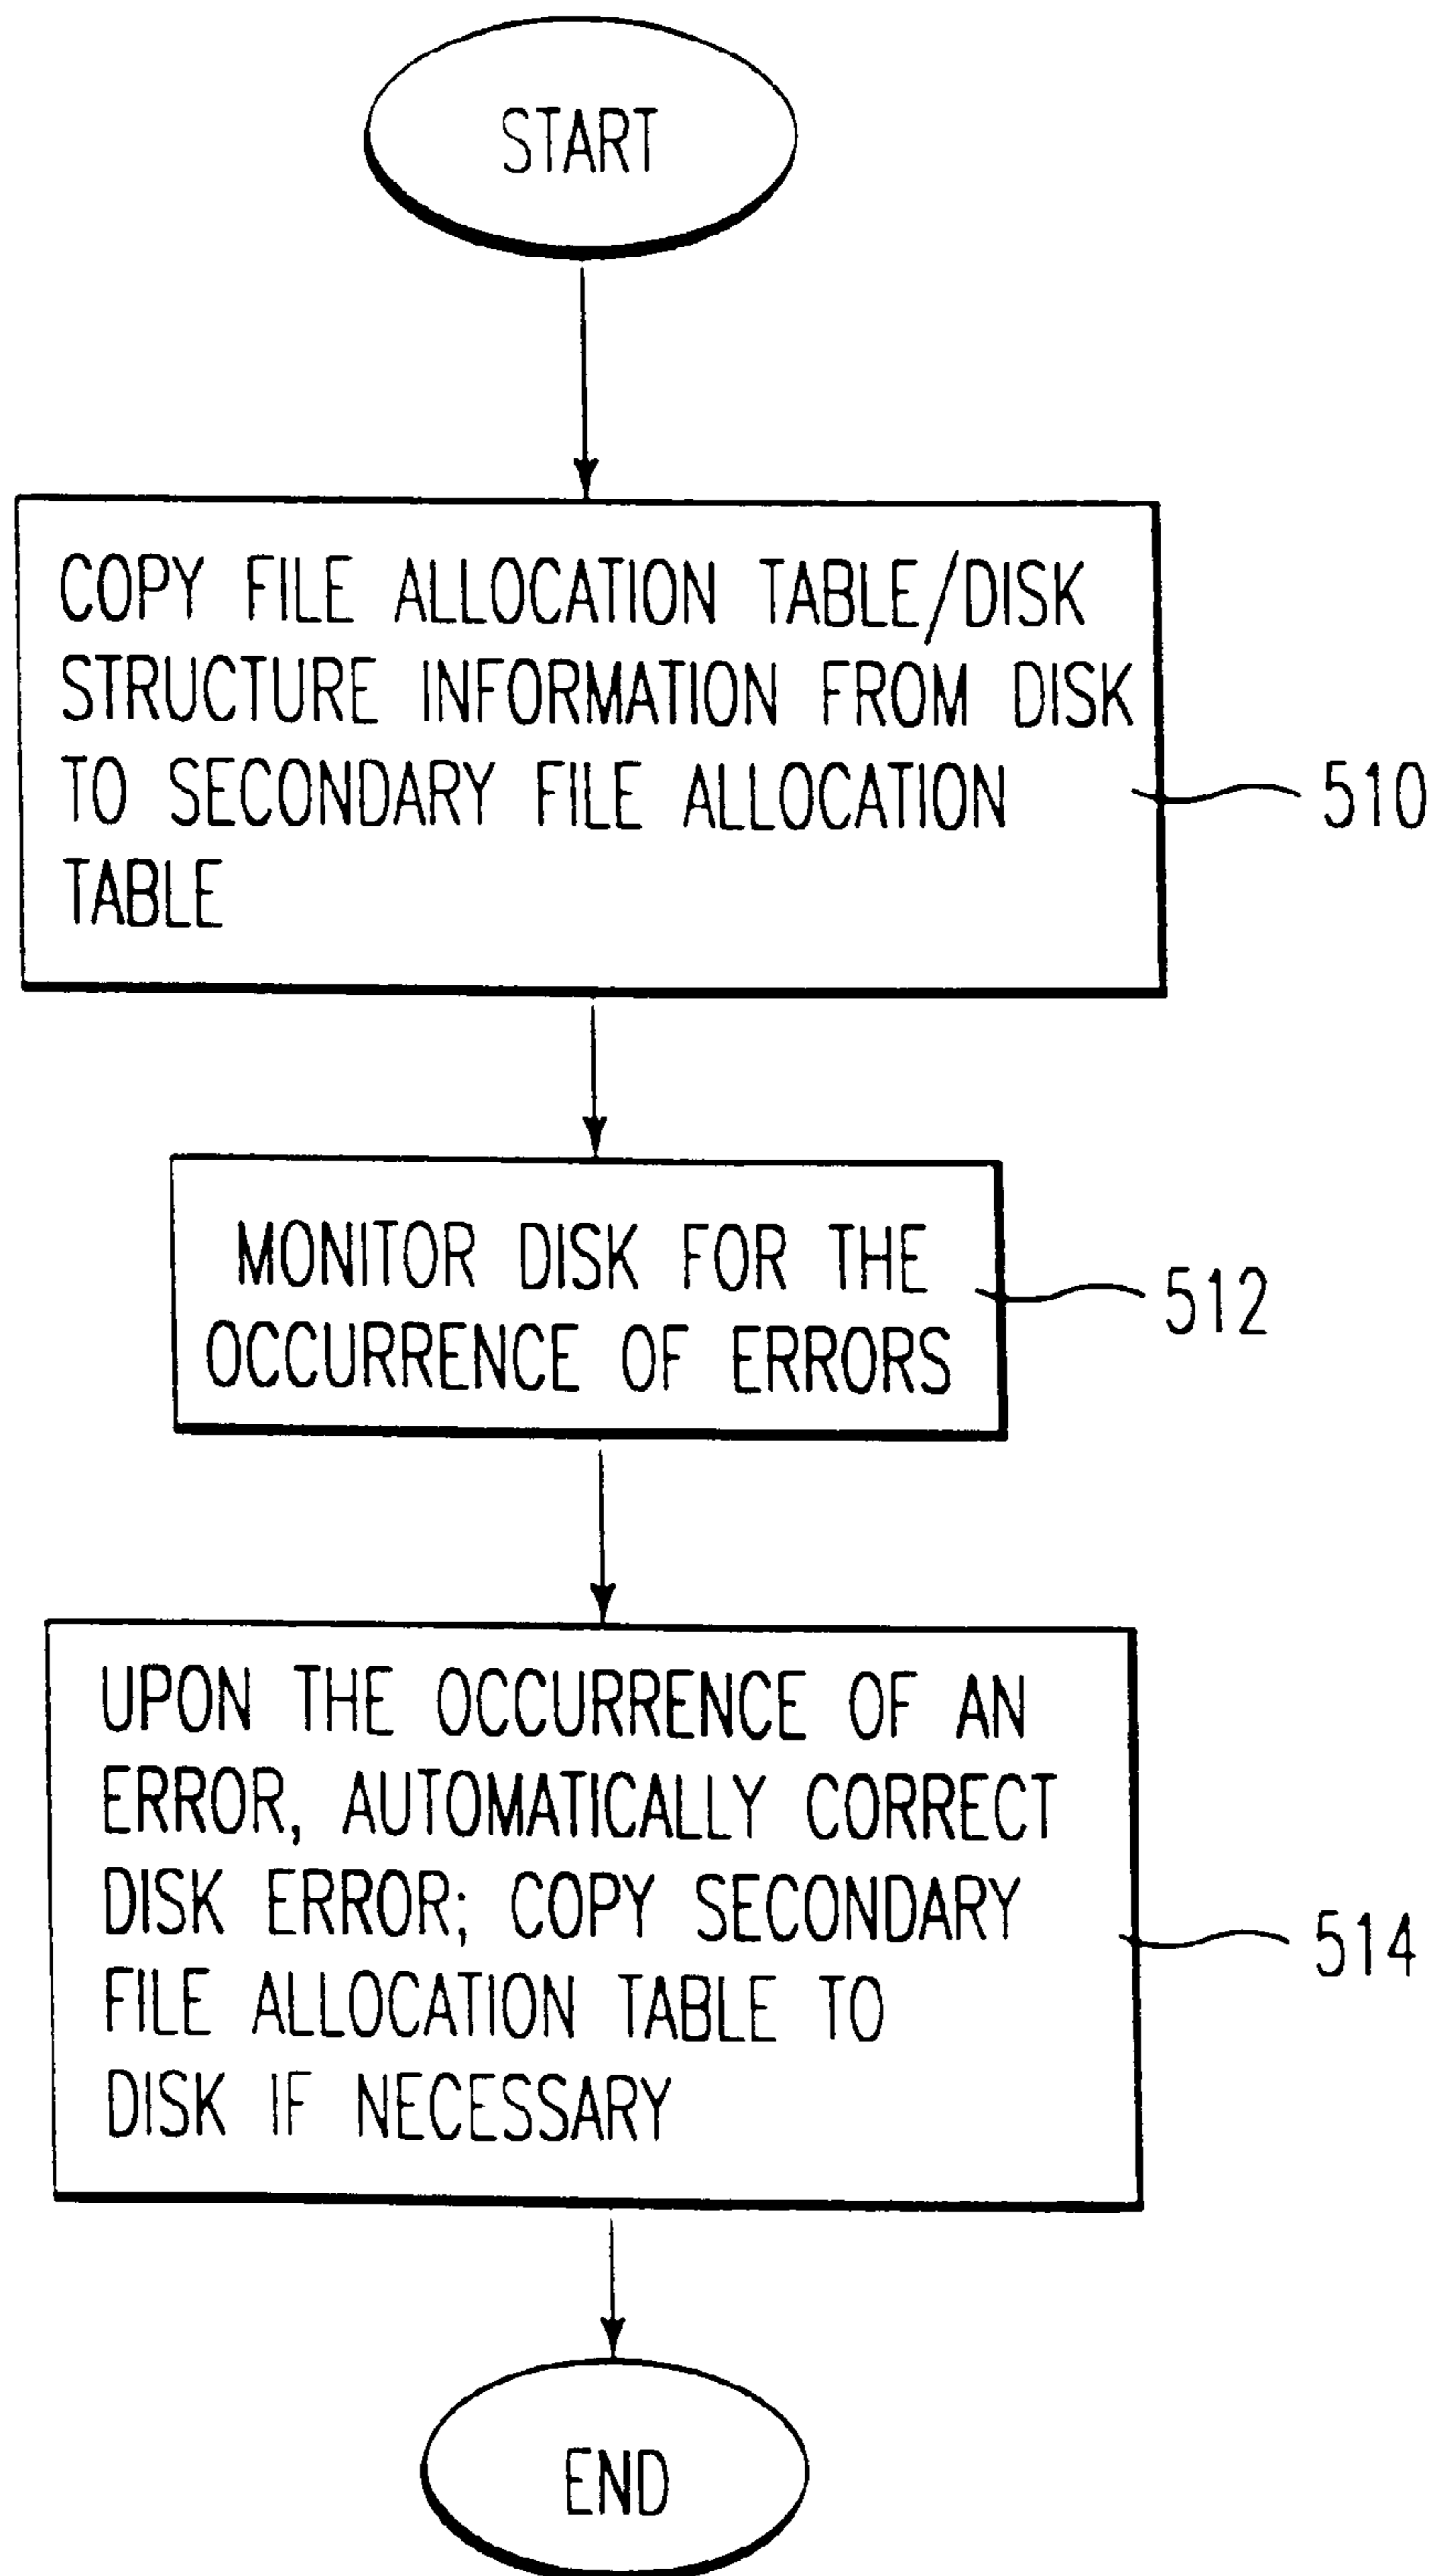 START
COPY FILE ALLOCATION TABLE/DISK
STRUCTURE INFORMATION FROM DISK
TO SECONDARY FILE ALLOCATION
TABLE
510
MONITOR DISK FOR THE
OCCURRENCE OF ERRORS
512
UPON THE OCCURRENCE OF AN
ERROR, AUTOMATICALLY CORRECT
DISK ERROR; COPY SECONDARY
FILE ALLOCATION TABLE TO
DISK IF NECESSARY
514
END